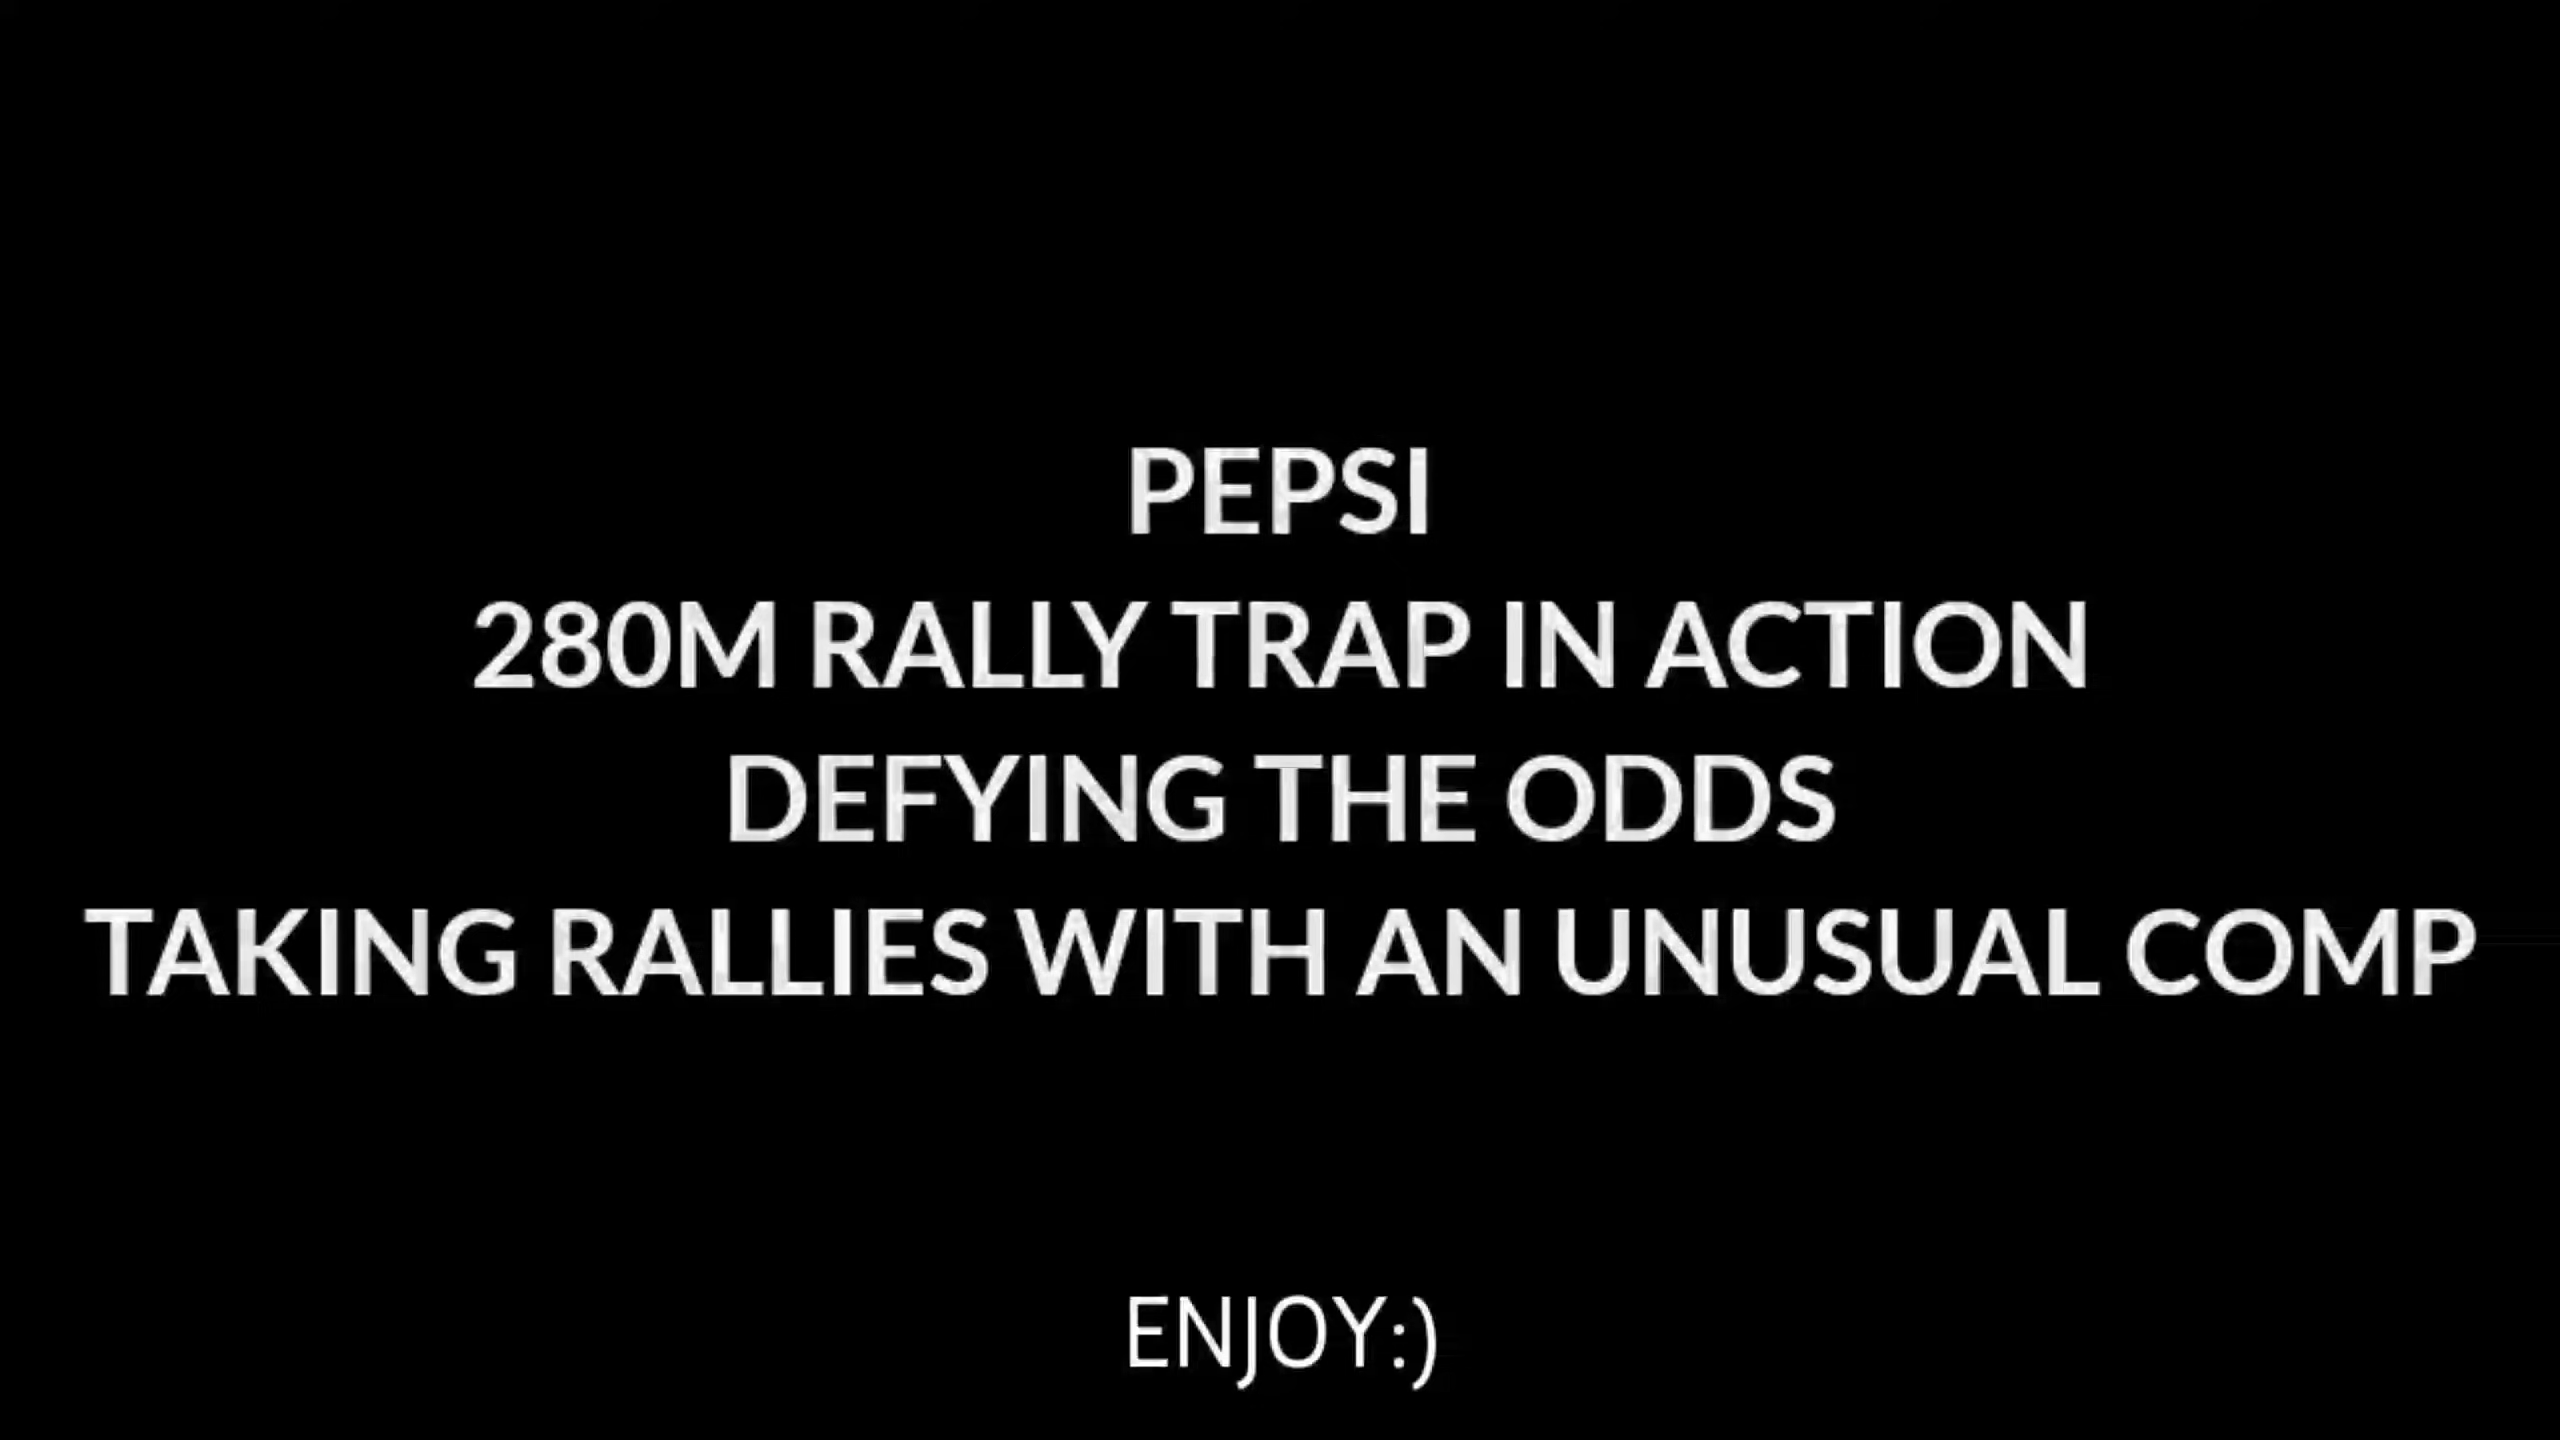 PEPSI
280M RALLY TRAP IN ACTION
DEFYING THE ODDS
TAKING RALLIES WITH AN UNUSUAL COMP
ENJOY:)